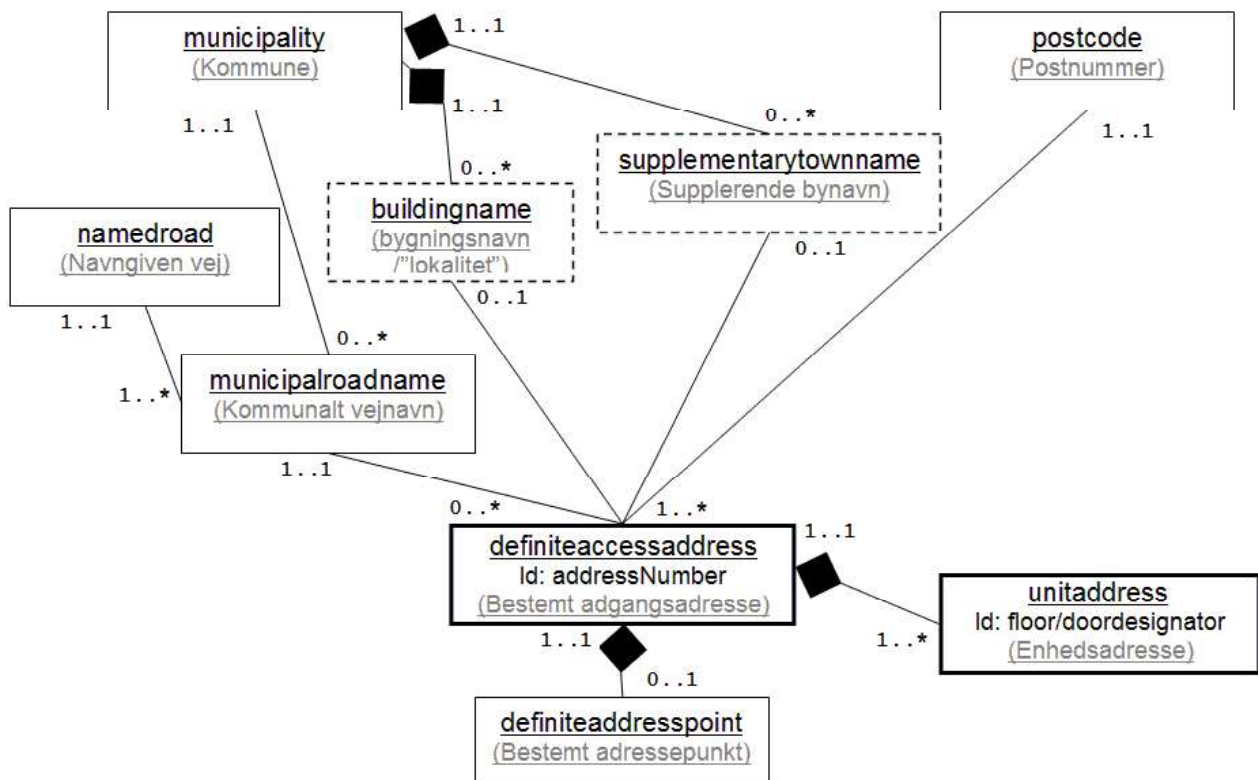 municipality
(Kommune)
1..1
postcode
(Postnummer)
1..1
1..1
0..*
1..1
supplementarytownname
(Supplerende bynavn)
0..*
buildingname
(bygningsnavn
/"lokalitet")
namedroad
(Navngiven vej)
0..1
0..1
1..1
0..*
municipalroadname
(Kommunalt vejnavn)
1..*
1..1
0..*
1..*
definiteaccessaddress
Id: addressNumber
(Bestemt adgangsadresse)
1..1
unitaddress
Id: floor/doordesignator
(Enhedsadresse)
1..*
1..1
0..1
definiteaddresspoint
(Bestemt adressepunkt)